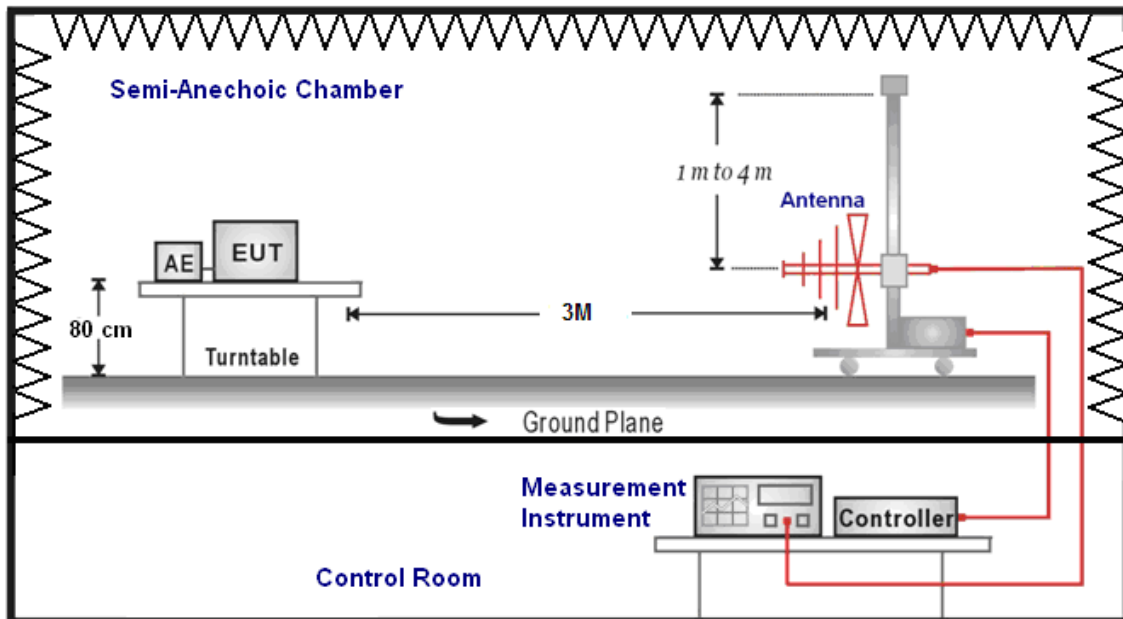 Semi-Anechoic Chamber
1 m to 4 m
Antenna
AE
EUT
80 cm
3M
Turntable
Ground Plane
Measurement
Instrument
Controller
Control Room